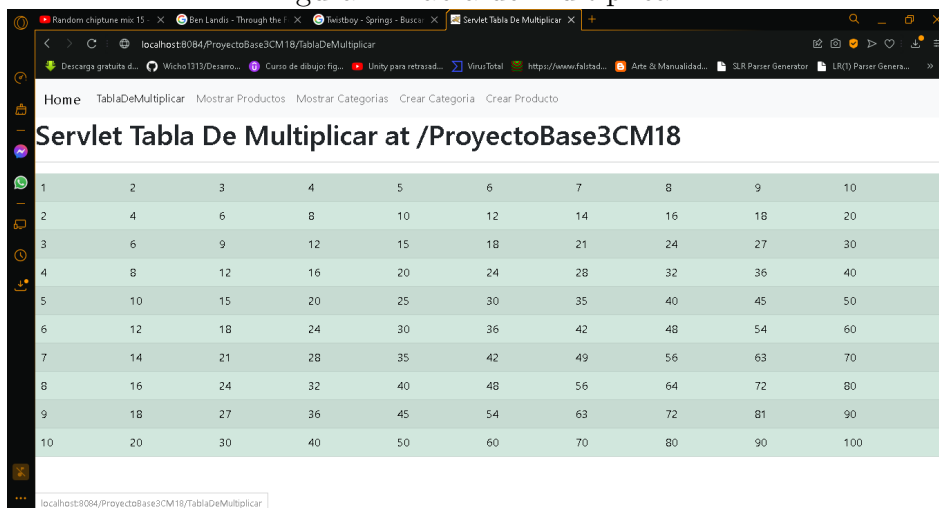 Random chiptune mix 15 - Ben Landis - Through the F Twistboy - Springs - Buscar Servlet Tabla De Multiplicar
localhost:8084/ProyectoBase3CM18/TablaDeMultiplicar
Descarga gratuita d... Wicho1313/Desarro... Curso de dibujo: fig... Unity para retrasad... VirusTotal https://www.falstad... Arte & Manualidad... SLR Parser Generator LR(1) Parser Genera... »
Home TablaDeMultiplicar Mostrar Productos Mostrar Categorias Crear Categoria Crear Producto
Servlet Tabla De Multiplicar at /ProyectoBase3CM18
1 2 3 4 5 6 7 8 9 10
2 4 6 8 10 12 14 16 18 20
3 6 9 12 15 18 21 24 27 30
4 8 12 16 20 24 28 32 36 40
5 10 15 20 25 30 35 40 45 50
6 12 18 24 30 36 42 48 54 60
7 14 21 28 35 42 49 56 63 70
8 16 24 32 40 48 56 64 72 80
9 18 27 36 45 54 63 72 81 90
10 20 30 40 50 60 70 80 90 100
localhost:8084/ProyectoBase3CM18/TablaDeMultiplicar